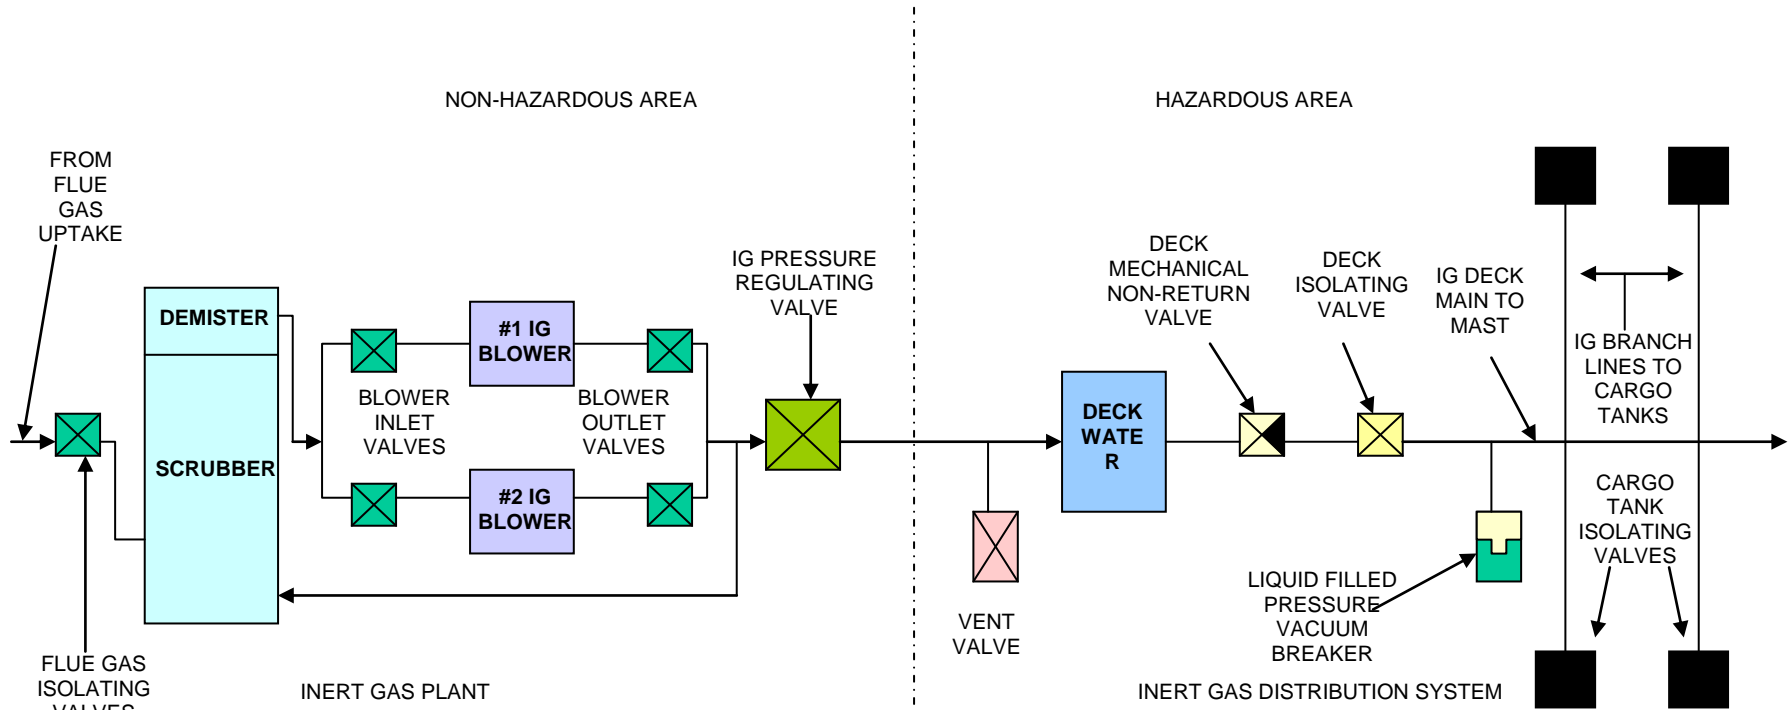 NON-HAZARDOUS AREA
HAZARDOUS AREA
FROM
FLUE
GAS
UPTAKE
DEMISTER
SCRUBBER
FLUE GAS
ISOLATING
VALVES
#1 IG
BLOWER
BLOWER
INLET
VALVES
BLOWER
OUTLET
VALVES
#2 IG
BLOWER
IG PRESSURE
REGULATING
VALVE
INERT GAS PLANT
VENT
VALVE
DECK
WATE
R
DECK
MECHANICAL
NON-RETURN
VALVE
DECK
ISOLATING
VALVE
IG DECK
MAIN TO
MAST
IG BRANCH
LINES TO
CARGO
TANKS
LIQUID FILLED
PRESSURE
VACUUM
BREAKER
CARGO
TANK
ISOLATING
VALVES
INERT GAS DISTRIBUTION SYSTEM